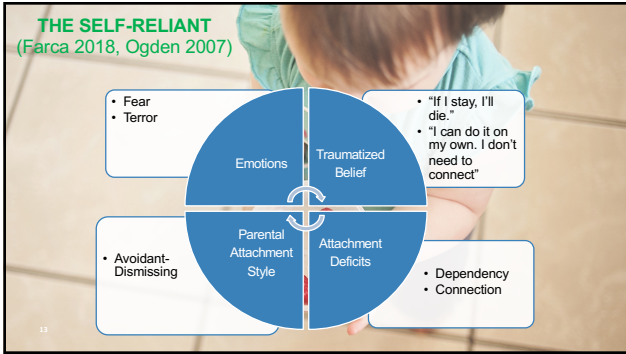 THE SELF-RELIANT
(Farca 2018, Ogden 2007)
• Fear
• Terror
Emotions
• “If I stay, I’ll
die.”
• “I can do it on
my own. I don’t
need to
connect”
Traumatized
Belief
• Avoidant-
Dismissing
Parental
Attachment
Style
Attachment
Deficits
• Dependency
• Connection
13